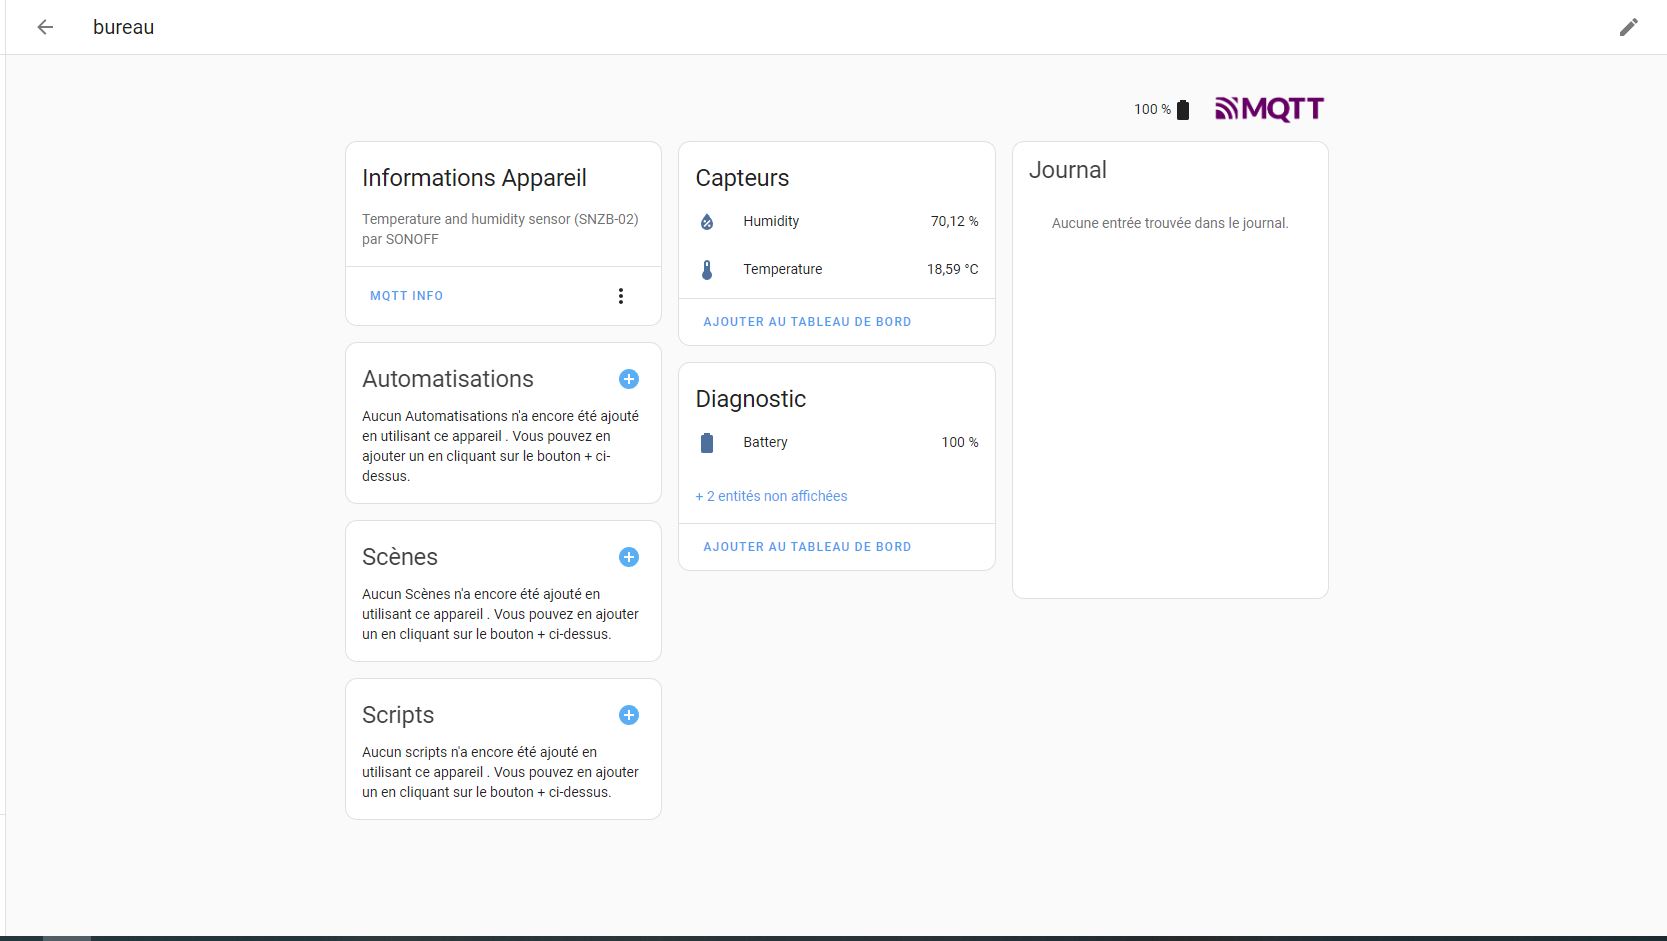 bureau
100 %
MQTT
Informations Appareil
Temperature and humidity sensor (SNZB-02)
par SONOFF
MQTT INFO
Automatisations
Aucun Automatisations n'a encore été ajouté
en utilisant ce appareil . Vous pouvez en
ajouter un en cliquant sur le bouton + ci-
dessus.
Scènes
Aucun Scènes n'a encore été ajouté en
utilisant ce appareil . Vous pouvez en ajouter
un en cliquant sur le bouton + ci-dessus.
Scripts
Aucun scripts n'a encore été ajouté en
utilisant ce appareil . Vous pouvez en ajouter
un en cliquant sur le bouton + ci-dessus.
Capteurs
Humidity 70,12 %
Temperature 18,59 °C
AJOUTER AU TABLEAU DE BORD
Diagnostic
Battery 100 %
+ 2 entités non affichées
AJOUTER AU TABLEAU DE BORD
Journal
Aucune entrée trouvée dans le journal.